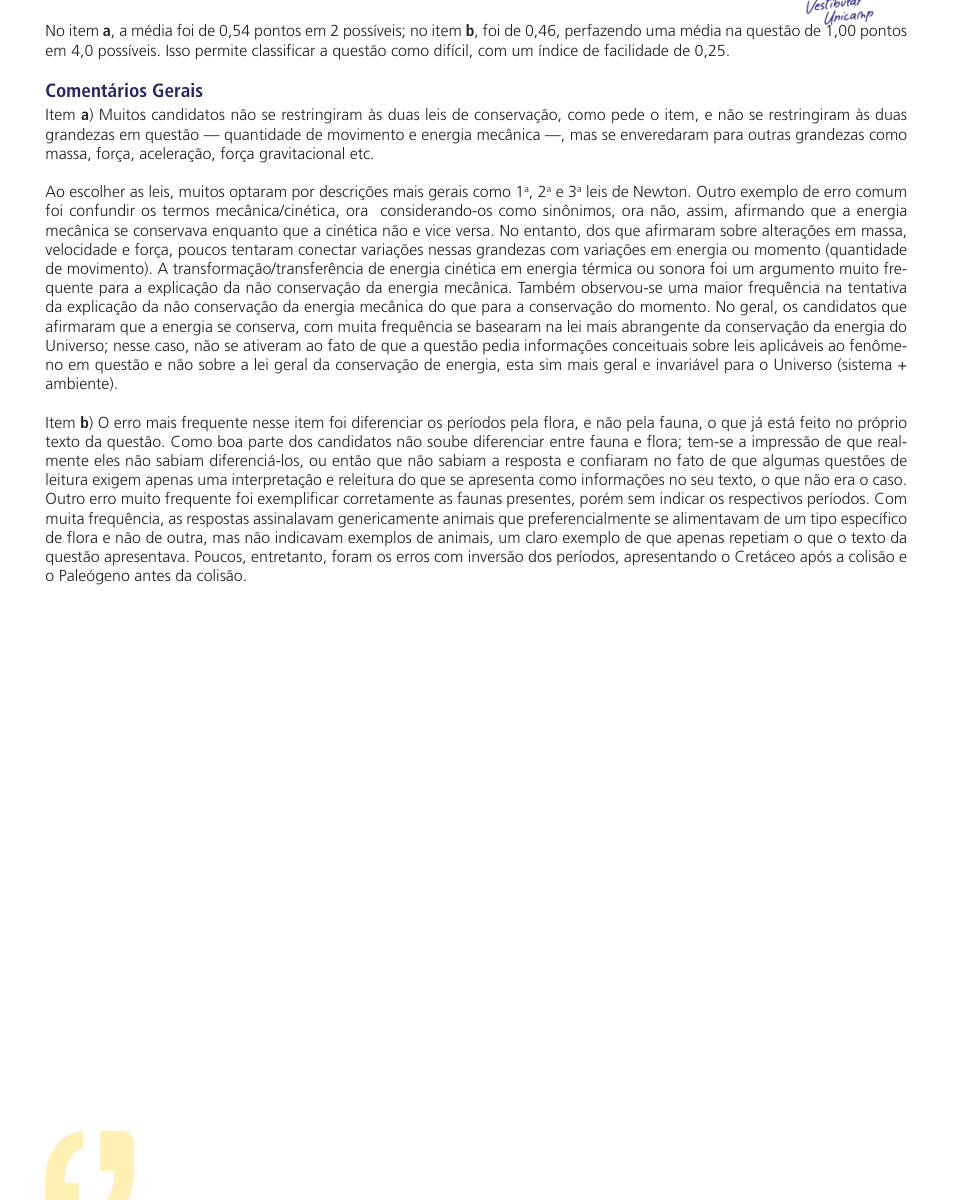 Vestibular
Unicamp
No item a, a média foi de 0,54 pontos em 2 possíveis; no item b, foi de 0,46, perfazendo uma média na questão de 1,00 pontos
em 4,0 possíveis. Isso permite classificar a questão como difícil, com um índice de facilidade de 0,25.
Comentários Gerais
Item a) Muitos candidatos não se restringiram às duas leis de conservação, como pede o item, e não se restringiram às duas
grandezas em questão — quantidade de movimento e energia mecânica —, mas se enveredaram para outras grandezas como
massa, força, aceleração, força gravitacional etc.
Ao escolher as leis, muitos optaram por descrições mais gerais como 1ª, 2ª e 3ª leis de Newton. Outro exemplo de erro comum
foi confundir os termos mecânica/cinética, ora considerando-os como sinônimos, ora não, assim, afirmando que a energia
mecânica se conservava enquanto que a cinética não e vice versa. No entanto, dos que afirmaram sobre alterações em massa,
velocidade e força, poucos tentaram conectar variações nessas grandezas com variações em energia ou momento (quantidade
de movimento). A transformação/transferência de energia cinética em energia térmica ou sonora foi um argumento muito fre-
quente para a explicação da não conservação da energia mecânica. Também observou-se uma maior frequência na tentativa
da explicação da não conservação da energia mecânica do que para a conservação do momento. No geral, os candidatos que
afirmaram que a energia se conserva, com muita frequência se basearam na lei mais abrangente da conservação da energia do
Universo; nesse caso, não se ativeram ao fato de que a questão pedia informações conceituais sobre leis aplicáveis ao fenôme-
no em questão e não sobre a lei geral da conservação de energia, esta sim mais geral e invariável para o Universo (sistema +
ambiente).
Item b) O erro mais frequente nesse item foi diferenciar os períodos pela flora, e não pela fauna, o que já está feito no próprio
texto da questão. Como boa parte dos candidatos não soube diferenciar entre fauna e flora; tem-se a impressão de que real-
mente eles não sabiam diferenciá-los, ou então que não sabiam a resposta e confiaram no fato de que algumas questões de
leitura exigem apenas uma interpretação e releitura do que se apresenta como informações no seu texto, o que não era o caso.
Outro erro muito frequente foi exemplificar corretamente as faunas presentes, porém sem indicar os respectivos períodos. Com
muita frequência, as respostas assinalavam genericamente animais que preferencialmente se alimentavam de um tipo específico
de flora e não de outra, mas não indicavam exemplos de animais, um claro exemplo de que apenas repetiam o que o texto da
questão apresentava. Poucos, entretanto, foram os erros com inversão dos períodos, apresentando o Cretáceo após a colisão e
o Paleógeno antes da colisão.